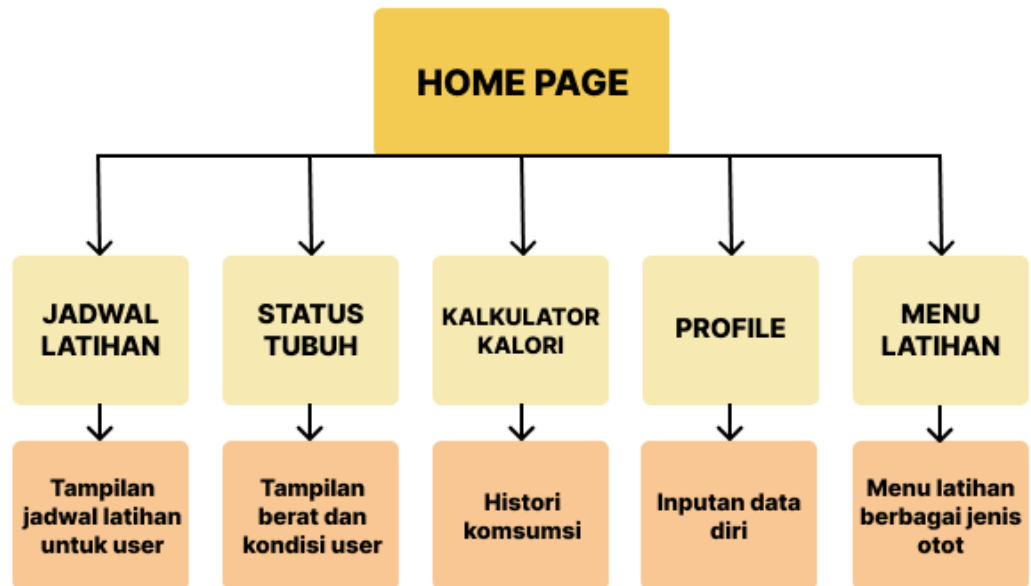 HOME PAGE
JADWAL
LATIHAN
STATUS
TUBUH
KALKULATOR
KALORI
PROFILE
MENU
LATIHAN
Tampilan
jadwal latihan
untuk user
Tampilan
berat dan
kondisi user
Histori
komsumsi
Inputan data
diri
Menu latihan
berbagai jenis
otot